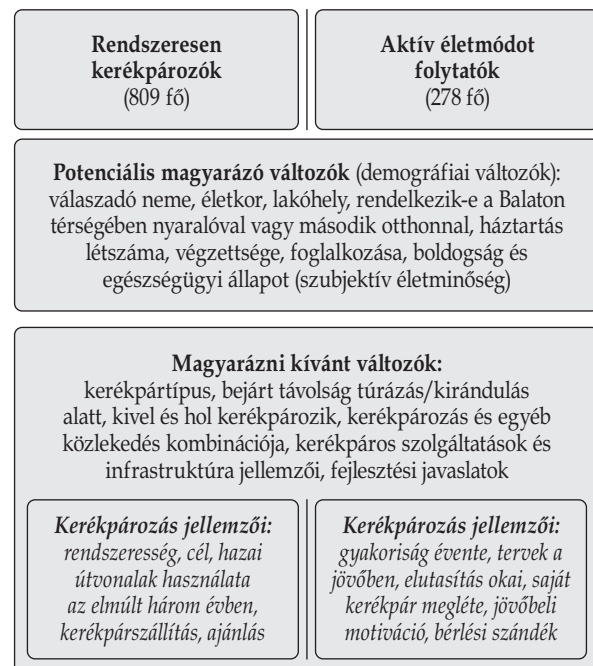 Rendszeresen
kerékpározók
(809 fő)
Aktív életmódot
folytatók
(278 fő)
Potenciális magyarázó változók (demográfiai változók):
válaszadó neme, életkor, lakóhely, rendelkezik-e a Balaton
térségében nyaralóval vagy második otthonnal, háztartás
létszáma, végzettsége, foglalkozása, boldogság és
egészségügyi állapot (szubjektív életminőség)
Magyarázni kívánt változók:
kerékpártípus, bejárt távolság túrázás/kirándulás
alatt, kivel és hol kerékpározik, kerékpározás és egyéb
közlekedés kombinációja, kerékpáros szolgáltatások és
infrastruktúra jellemzői, fejlesztési javaslatok
Kerékpározás jellemzői:
rendszeresség, cél, hazai
útvonalak használata
az elmúlt három évben,
kerékpárszállítás, ajánlás
Kerékpározás jellemzői:
gyakoriság évente, tervek a
jövőben, elutasítás okai, saját
kerékpár megléte, jövőbeli
motiváció, bérlési szándék